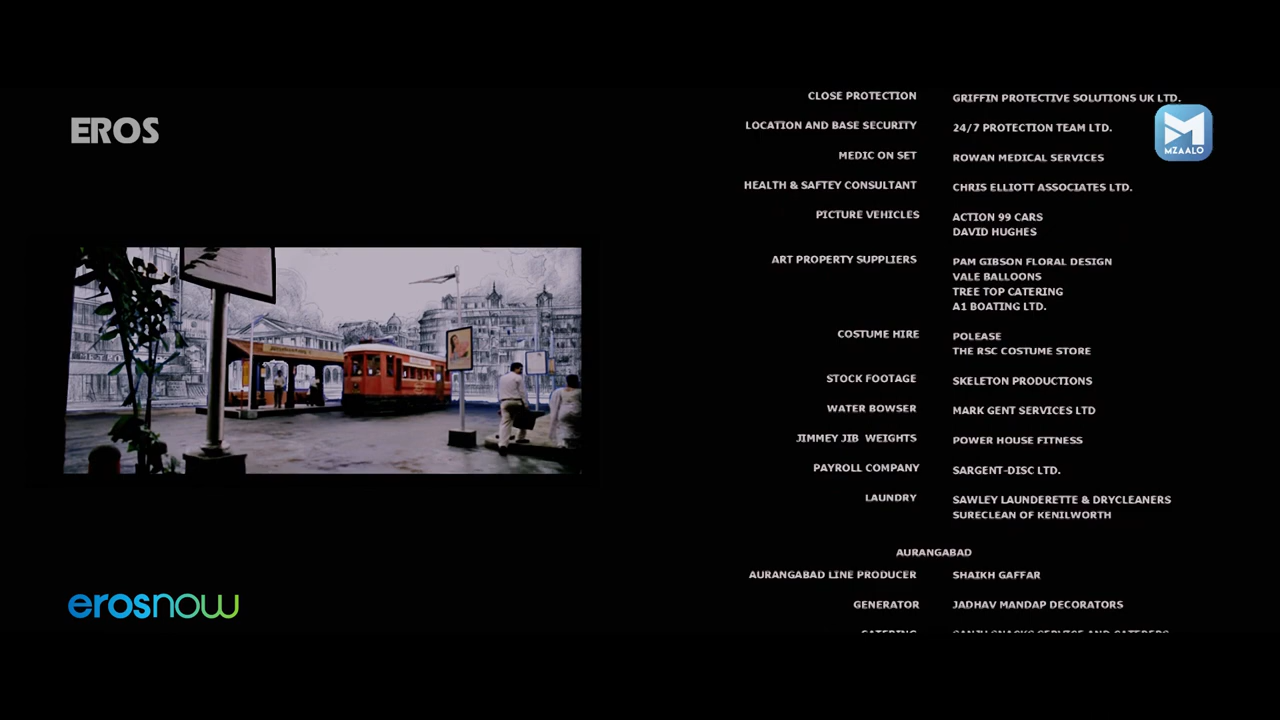 EROS
MZAALO
CLOSE PROTECTION GRIFFIN PROTECTIVE SOLUTIONS UK LTD.
LOCATION AND BASE SECURITY 24/7 PROTECTION TEAM LTD.
MEDIC ON SET ROWAN MEDICAL SERVICES
HEALTH & SAFTEY CONSULTANT CHRIS ELLIOTT ASSOCIATES LTD.
PICTURE VEHICLES ACTION 99 CARS
DAVID HUGHES
ART PROPERTY SUPPLIERS PAM GIBSON FLORAL DESIGN
VALE BALLOONS
TREE TOP CATERING
A1 BOATING LTD.
COSTUME HIRE POLEASE
THE RSC COSTUME STORE
STOCK FOOTAGE SKELETON PRODUCTIONS
WATER BOWSER MARK GENT SERVICES LTD
JIMMEY JIB WEIGHTS POWER HOUSE FITNESS
PAYROLL COMPANY SARGENT-DISC LTD.
LAUNDRY SAWLEY LAUNDERETTE & DRYCLEANERS
SURECLEAN OF KENILWORTH
AURANGABAD
AURANGABAD LINE PRODUCER SHAIKH GAFFAR
GENERATOR JADHAV MANDAP DECORATORS
erosnow